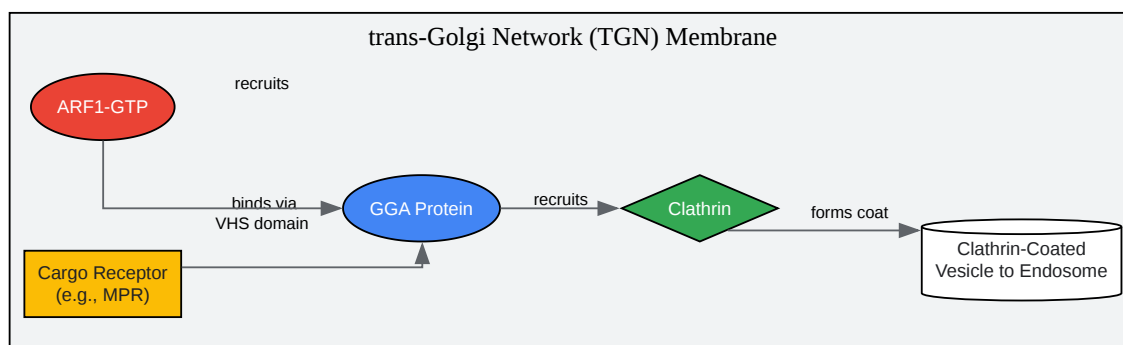 trans-Golgi Network (TGN) Membrane
recruits
ARF1-GTP
binds via
VHS domain
GGA Protein
recruits
Clathrin
forms coat
Clathrin-Coated
Vesicle to Endosome
Cargo Receptor
(e.g., MPR)